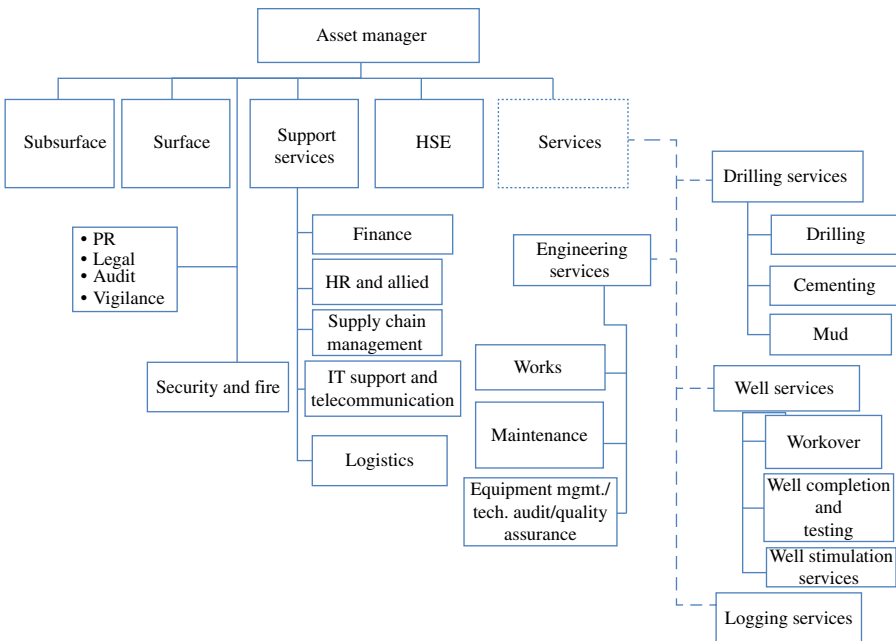 Asset manager
Subsurface
Surface
Support
services
HSE
Services
• PR
• Legal
• Audit
• Vigilance
Security and fire
Finance
HR and allied
Supply chain
management
IT support and
telecommunication
Logistics
Engineering
services
Works
Maintenance
Equipment mgmt./
tech. audit/quality
assurance
Drilling services
Drilling
Cementing
Mud
Well services
Workover
Well completion
and
testing
Well stimulation
services
Logging services